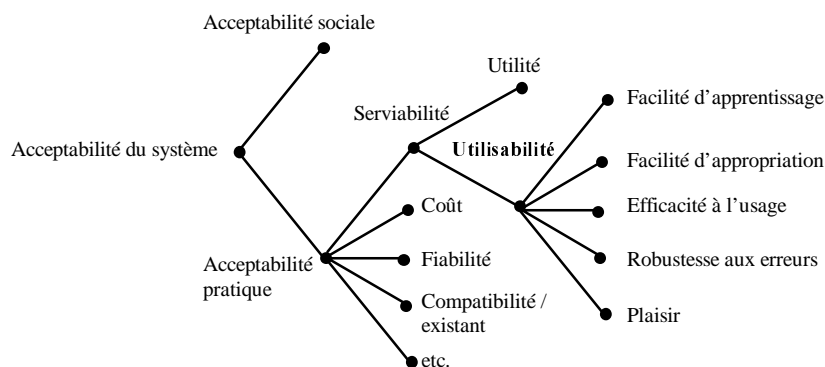 Acceptabilité sociale
Utilité
Facilité d'apprentissage
Serviabilité
Acceptabilité du système
Utilisabilité
Facilité d'appropriation
Coût
Efficacité à l'usage
Acceptabilité
pratique
Fiabilité
Robustesse aux erreurs
Compatibilité /
existant
Plaisir
etc.